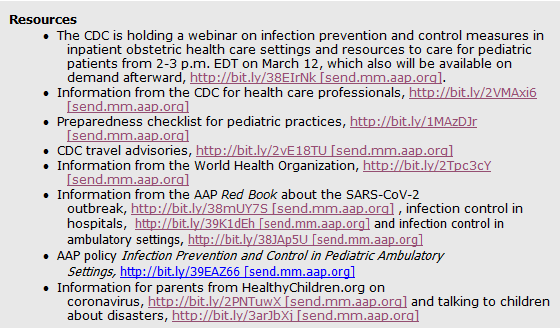 Resources
• The CDC is holding a webinar on infection prevention and control measures in
inpatient obstetric health care settings and resources to care for pediatric
patients from 2-3 p.m. EDT on March 12, which also will be available on
demand afterward, http://bit.ly/38EIrNk [send.mm.aap.org].
• Information from the CDC for health care professionals, http://bit.ly/2VMAxi6
[send.mm.aap.org]
• Preparedness checklist for pediatric practices, http://bit.ly/1MAzDJr
[send.mm.aap.org]
• CDC travel advisories, http://bit.ly/2vE18TU [send.mm.aap.org]
• Information from the World Health Organization, http://bit.ly/2Tpc3cY
[send.mm.aap.org]
• Information from the AAP Red Book about the SARS-CoV-2
outbreak, http://bit.ly/38mUY7S [send.mm.aap.org] , infection control in
hospitals, http://bit.ly/39K1dEh [send.mm.aap.org] and infection control in
ambulatory settings, http://bit.ly/38JAp5U [send.mm.aap.org]
• AAP policy Infection Prevention and Control in Pediatric Ambulatory
Settings, http://bit.ly/39EAZ66 [send.mm.aap.org]
• Information for parents from HealthyChildren.org on
coronavirus, http://bit.ly/2PNTuwX [send.mm.aap.org] and talking to children
about disasters, http://bit.ly/3arJbXj [send.mm.aap.org]